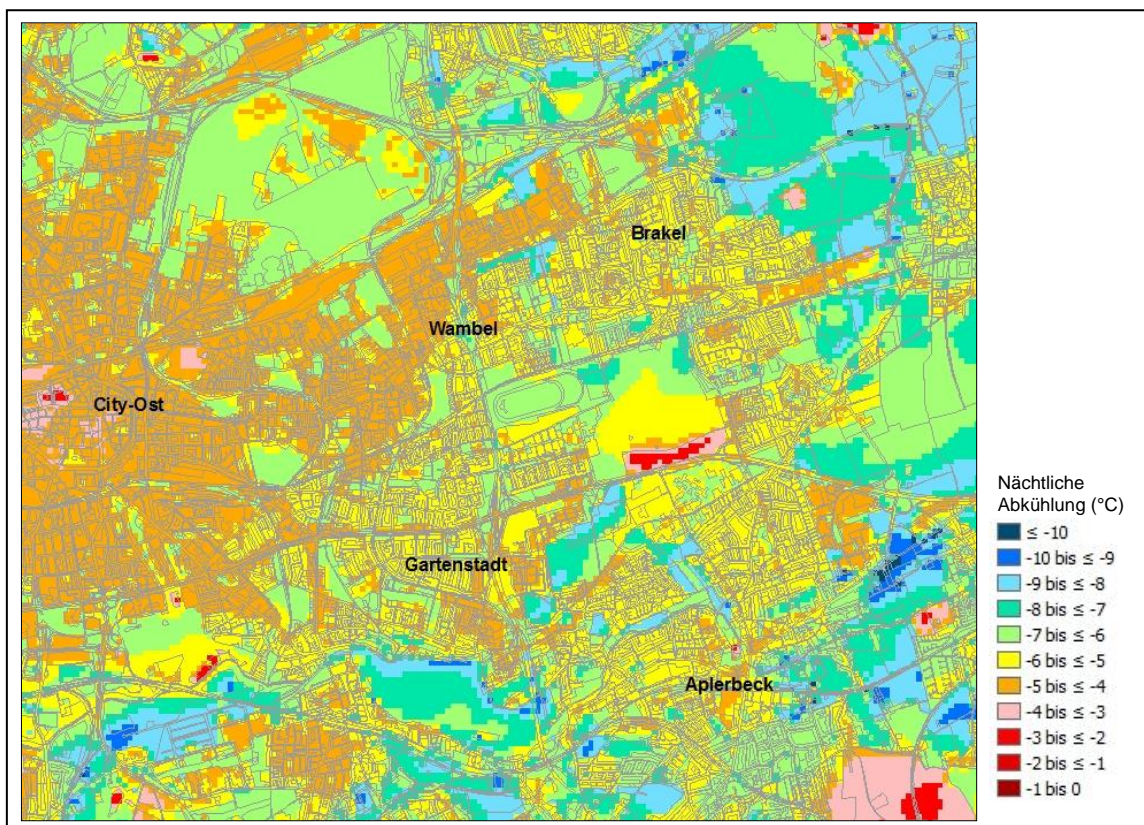 Brakel
Wambel
City-Ost
Gartenstadt
Aplerbeck
Nächtliche
Abkühlung (°C)
≤ -10
-10 bis ≤ -9
-9 bis ≤ -8
-8 bis ≤ -7
-7 bis ≤ -6
-6 bis ≤ -5
-5 bis ≤ -4
-4 bis ≤ -3
-3 bis ≤ -2
-2 bis ≤ -1
-1 bis 0